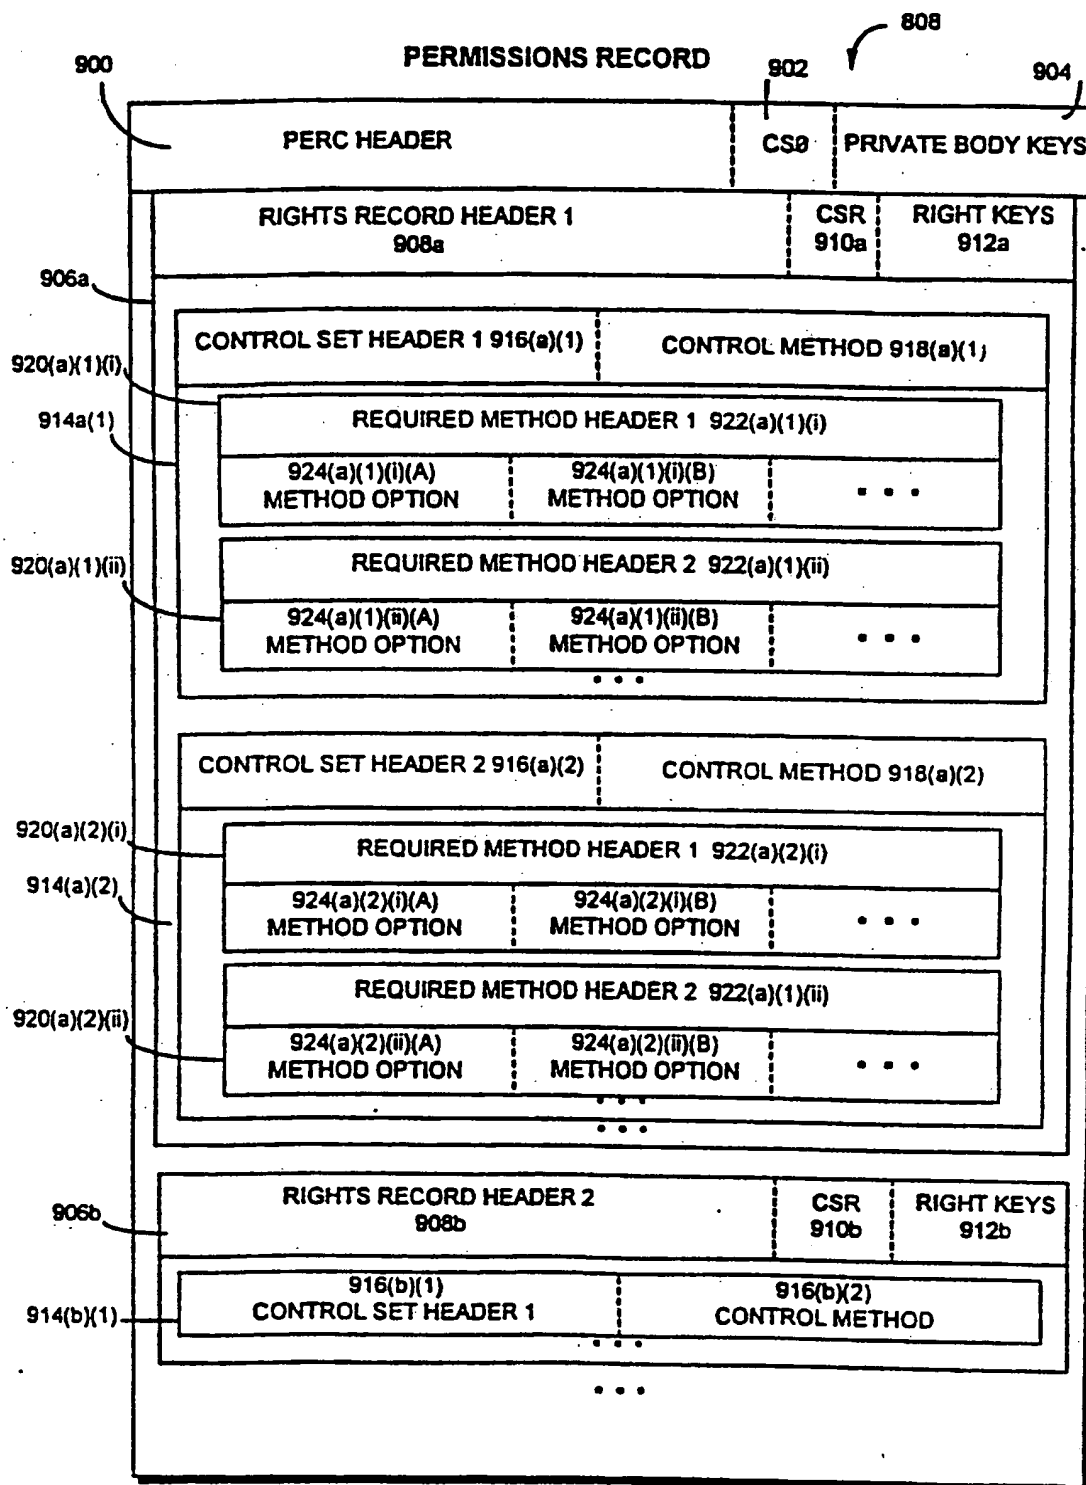 808
PERMISSIONS RECORD
900
902
904
PERC HEADER
CS0
PRIVATE BODY KEYS
RIGHTS RECORD HEADER 1
908a
CSR
910a
RIGHT KEYS
912a
906a
CONTROL SET HEADER 1 916(a)(1)
CONTROL METHOD 918(a)(1)
920(a)(1)(i)
914a(1)
REQUIRED METHOD HEADER 1 922(a)(1)(i)
924(a)(1)(i)(A)
METHOD OPTION
924(a)(1)(i)(B)
METHOD OPTION
• • •
920(a)(1)(ii)
REQUIRED METHOD HEADER 2 922(a)(1)(ii)
924(a)(1)(ii)(A)
METHOD OPTION
924(a)(1)(ii)(B)
METHOD OPTION
• • •
• • •
CONTROL SET HEADER 2 916(a)(2)
CONTROL METHOD 918(a)(2)
920(a)(2)(i)
914(a)(2)
REQUIRED METHOD HEADER 1 922(a)(2)(i)
924(a)(2)(i)(A)
METHOD OPTION
924(a)(2)(i)(B)
METHOD OPTION
• • •
920(a)(2)(ii)
REQUIRED METHOD HEADER 2 922(a)(1)(ii)
924(a)(2)(ii)(A)
METHOD OPTION
924(a)(2)(ii)(B)
METHOD OPTION
• • •
• • •
• • •
906b
RIGHTS RECORD HEADER 2
908b
CSR
910b
RIGHT KEYS
912b
914(b)(1)
916(b)(1)
CONTROL SET HEADER 1
916(b)(2)
CONTROL METHOD
• • •
• • •